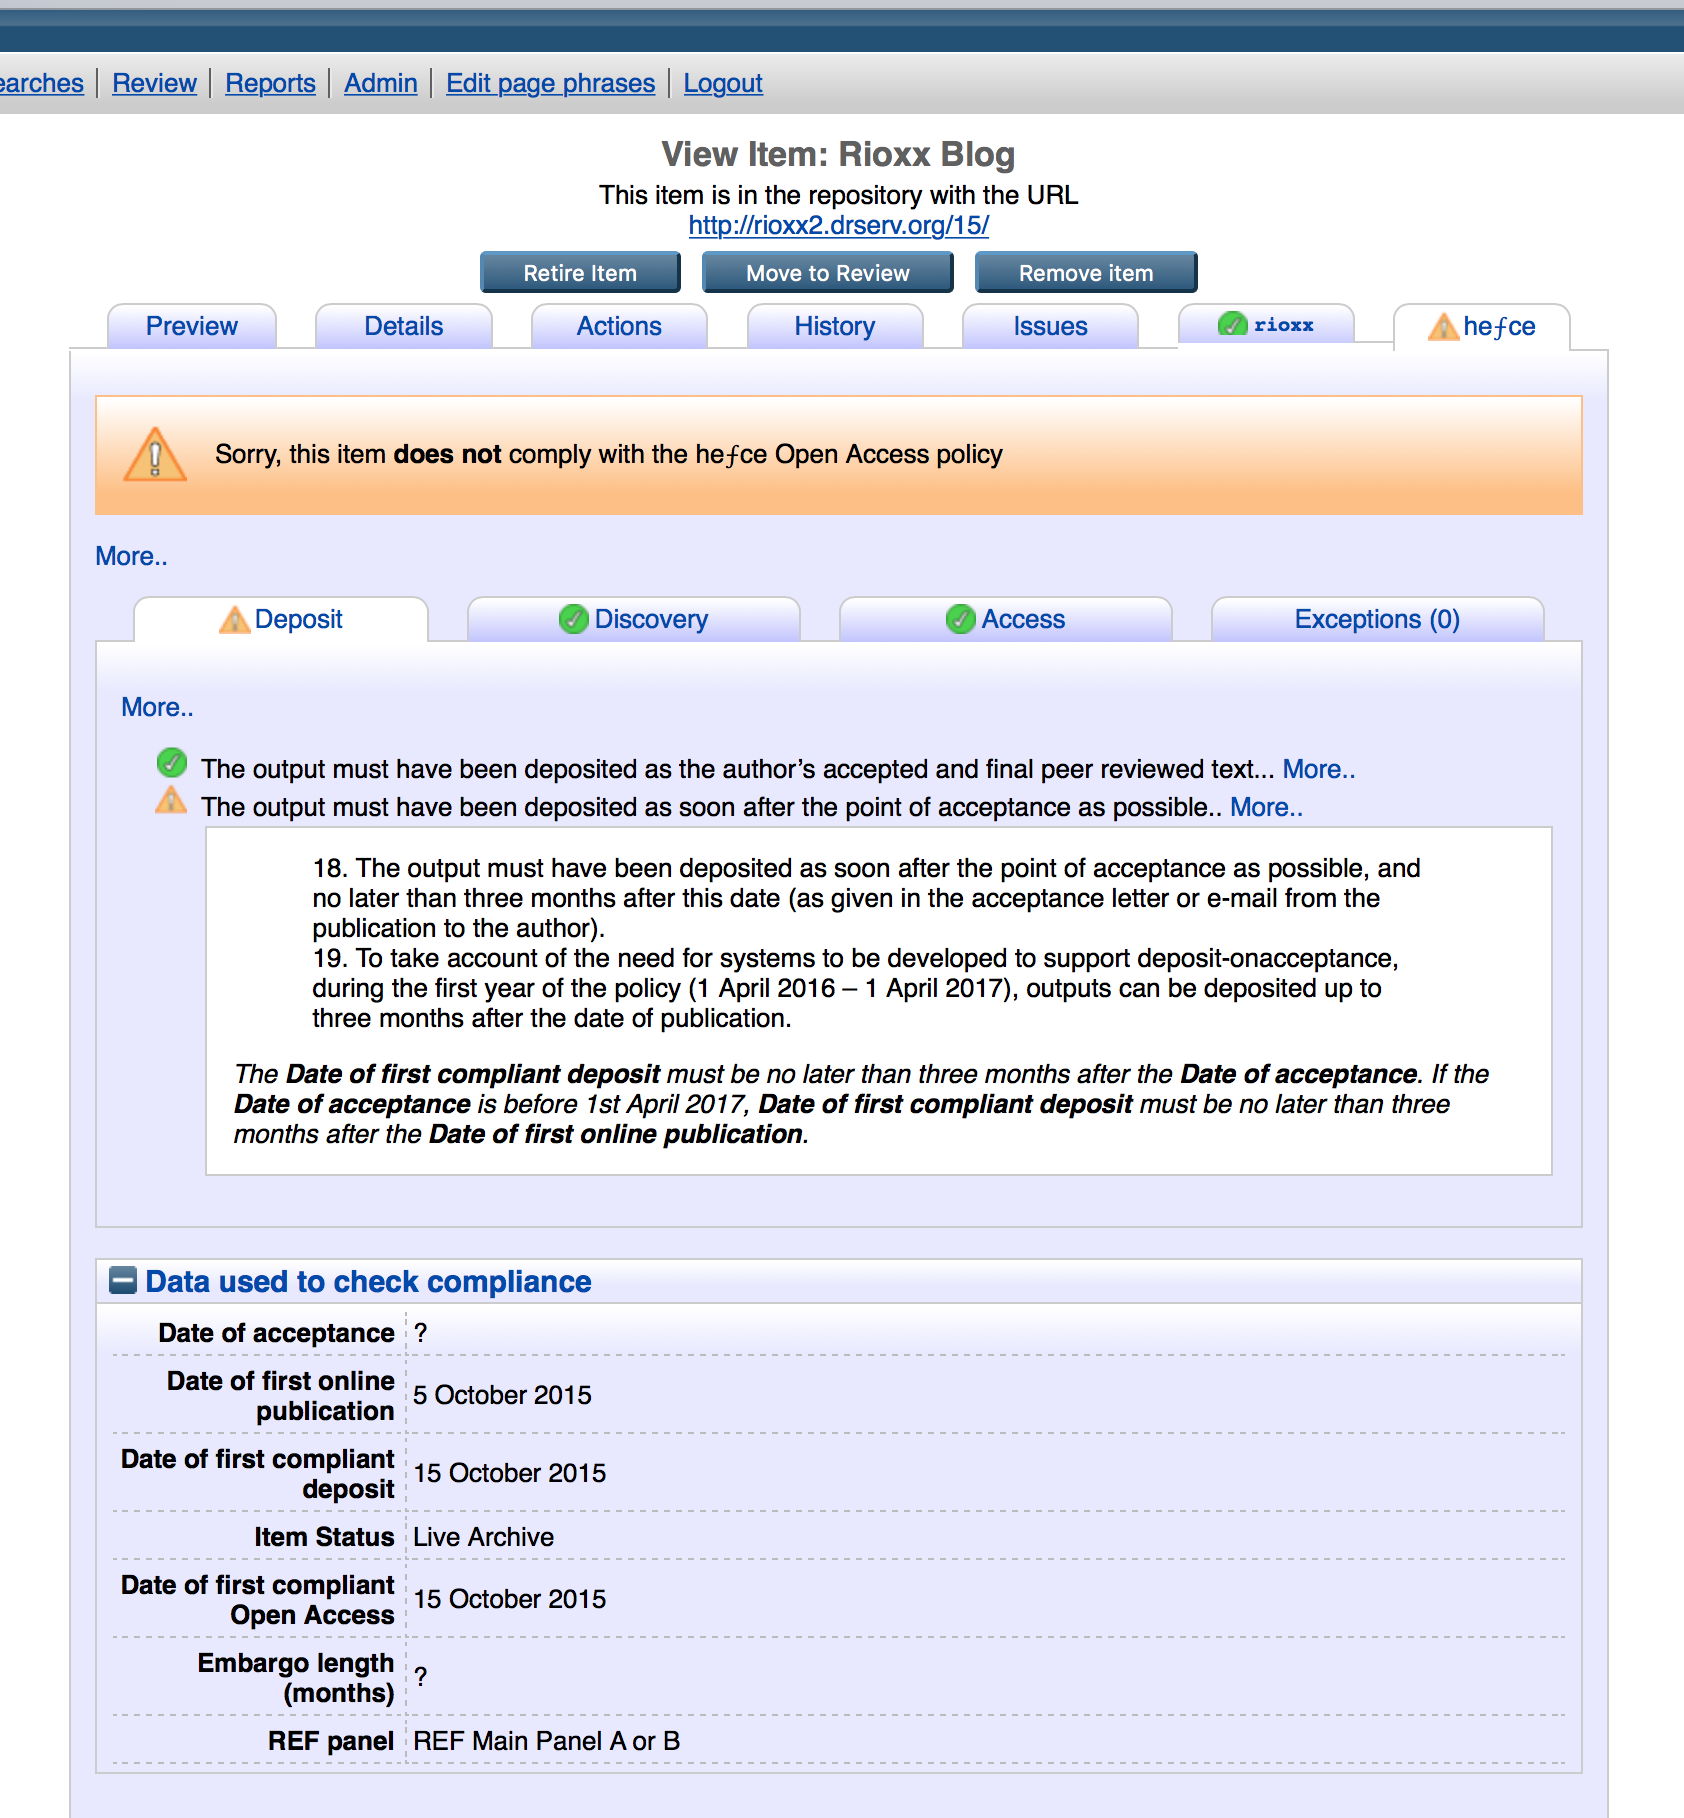 earches Review Reports Admin Edit page phrases Logout
View Item: Rioxx Blog
This item is in the repository with the URL
http://rioxx2.drserv.org/15/
Retire Item Move to Review Remove item
Preview Details Actions History Issues rioxx heƒce
Sorry, this item does not comply with the heƒce Open Access policy
More..
Deposit Discovery Access Exceptions (0)
More..
The output must have been deposited as the author’s accepted and final peer reviewed text... More..
The output must have been deposited as soon after the point of acceptance as possible.. More..
18. The output must have been deposited as soon after the point of acceptance as possible, and
no later than three months after this date (as given in the acceptance letter or e-mail from the
publication to the author).
19. To take account of the need for systems to be developed to support deposit-onacceptance,
during the first year of the policy (1 April 2016 – 1 April 2017), outputs can be deposited up to
three months after the date of publication.
The Date of first compliant deposit must be no later than three months after the Date of acceptance. If the
Date of acceptance is before 1st April 2017, Date of first compliant deposit must be no later than three
months after the Date of first online publication.
Data used to check compliance
Date of acceptance ?
Date of first online
publication 5 October 2015
Date of first compliant
deposit 15 October 2015
Item Status Live Archive
Date of first compliant
Open Access 15 October 2015
Embargo length
(months) ?
REF panel REF Main Panel A or B